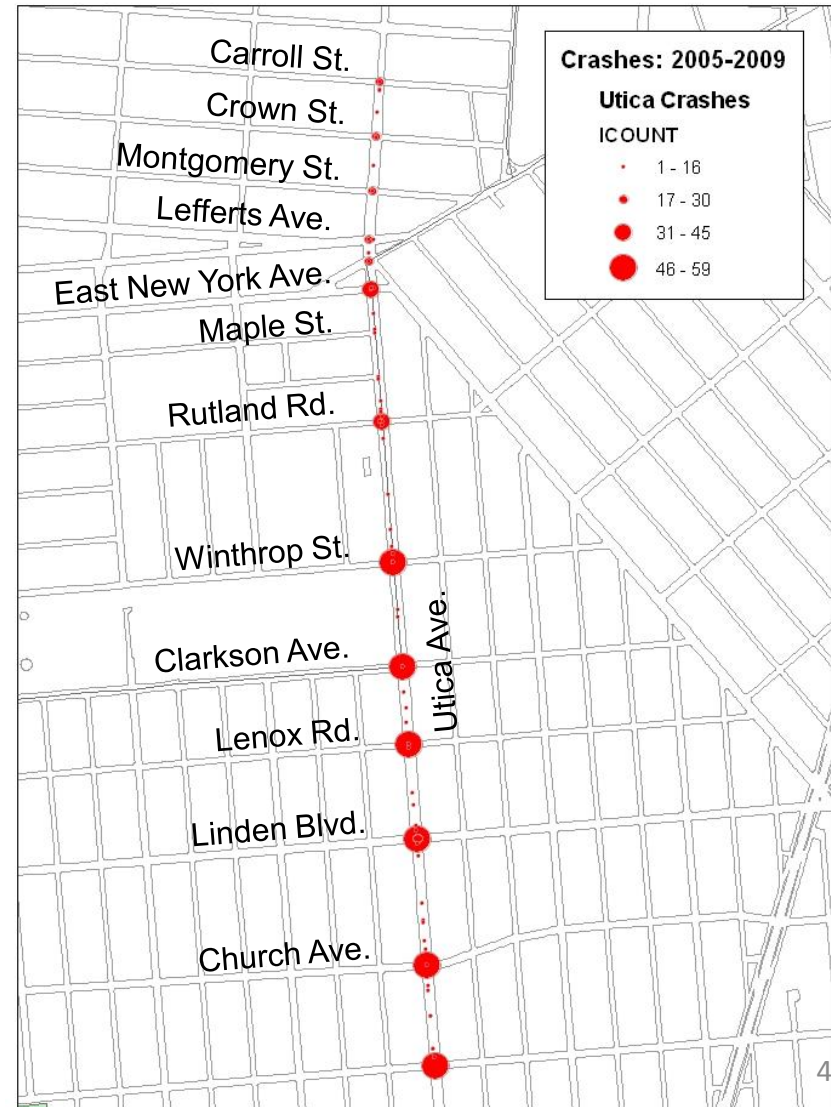 Carroll St.
Crown St.
Montgomery St.
Lefferts Ave.
East New York Ave.
Maple St.
Rutland Rd.
Winthrop St.
Clarkson Ave.
Utica Ave.
Lenox Rd.
Linden Blvd.
Church Ave.
Crashes: 2005-2009
Utica Crashes
ICOUNT
1 - 16
17 - 30
31 - 45
46 - 59
4